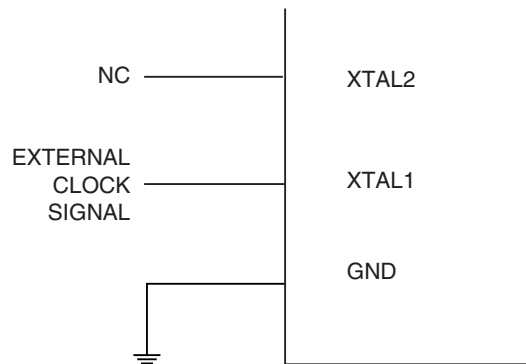 NC
XTAL2
EXTERNAL
CLOCK
SIGNAL
XTAL1
GND